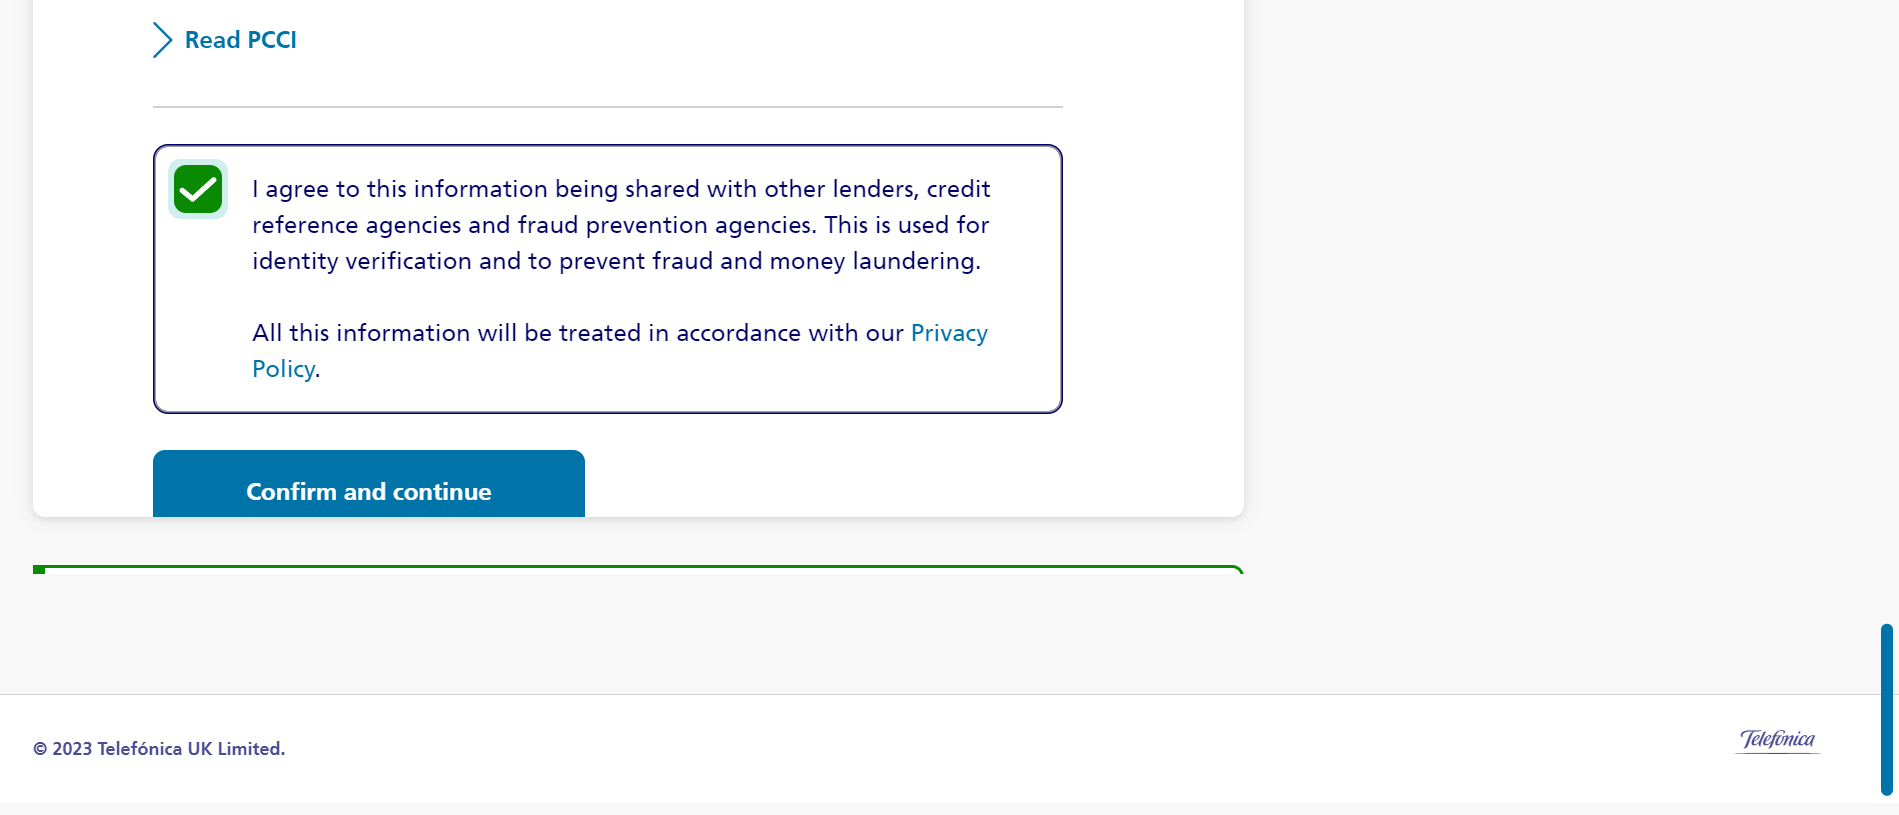 Read PCCI
I agree to this information being shared with other lenders, credit
reference agencies and fraud prevention agencies. This is used for
identity verification and to prevent fraud and money laundering.
All this information will be treated in accordance with our Privacy
Policy.
Confirm and continue
© 2023 Telefónica UK Limited.
Telefónica